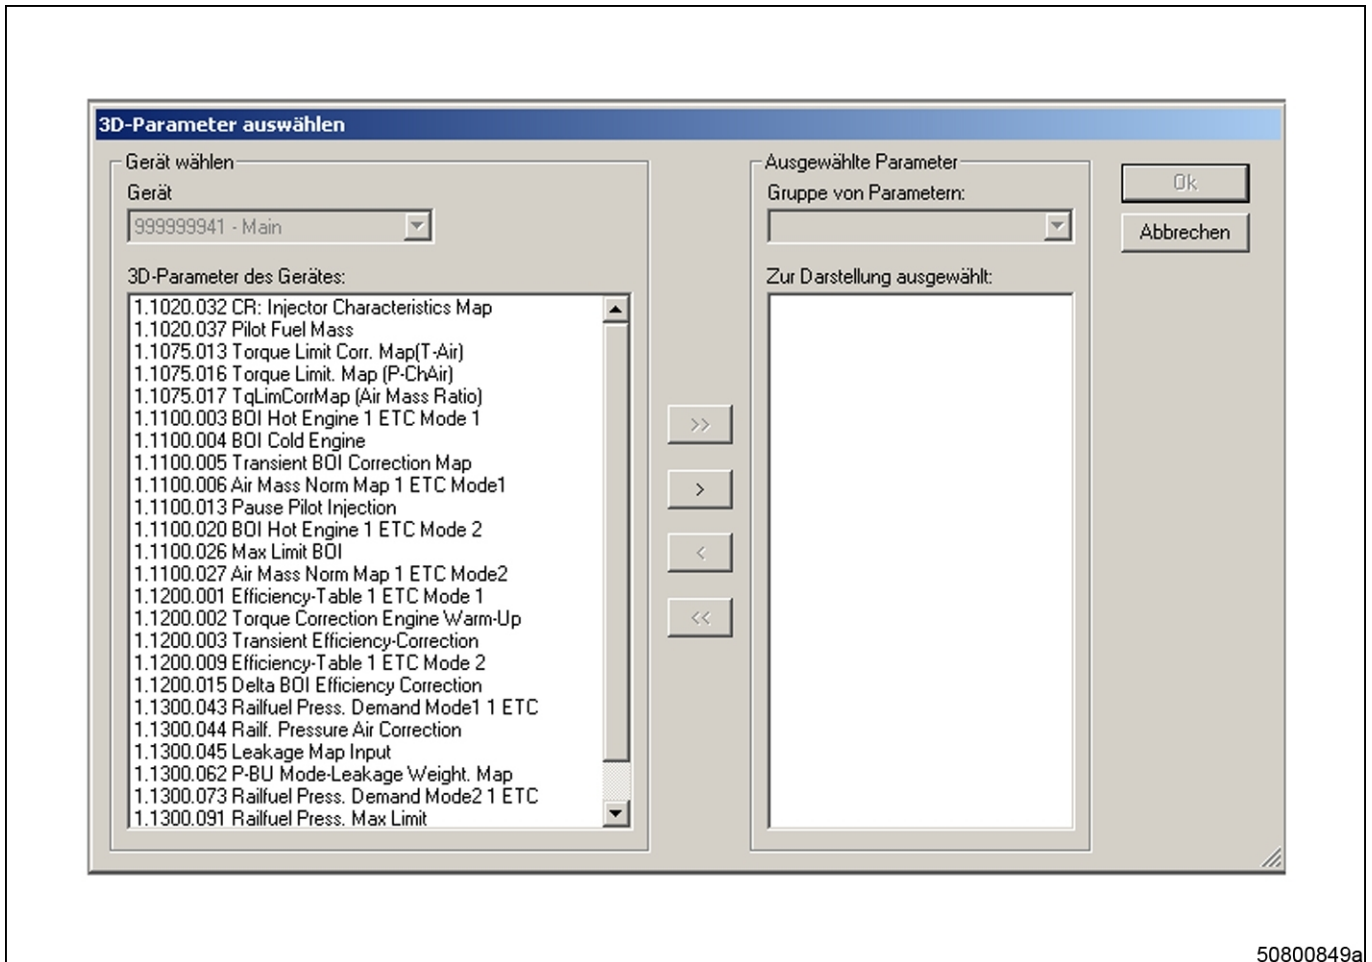 3D-Parameter auswählen
Gerät wählen
Gerät
999999941 - Main
3D-Parameter des Gerätes:
1.1020.032 CR: Injector Characteristics Map
1.1020.037 Pilot Fuel Mass
1.1075.013 Torque Limit Corr. Map(T-Air)
1.1075.016 Torque Limit. Map (P-ChAir)
1.1075.017 TqLimCorrMap (Air Mass Ratio)
1.1100.003 BOI Hot Engine 1 ETC Mode 1
1.1100.004 BOI Cold Engine
1.1100.005 Transient BOI Correction Map
1.1100.006 Air Mass Norm Map 1 ETC Mode1
1.1100.013 Pause Pilot Injection
1.1100.020 BOI Hot Engine 1 ETC Mode 2
1.1100.026 Max Limit BOI
1.1100.027 Air Mass Norm Map 1 ETC Mode2
1.1200.001 Efficiency-Table 1 ETC Mode 1
1.1200.002 Torque Correction Engine Warm-Up
1.1200.003 Transient Efficiency-Correction
1.1200.009 Efficiency-Table 1 ETC Mode 2
1.1200.015 Delta BOI Efficiency Correction
1.1300.043 Railfuel Press. Demand Mode1 1 ETC
1.1300.044 Railf. Pressure Air Correction
1.1300.045 Leakage Map Input
1.1300.062 P-BU Mode-Leakage Weight. Map
1.1300.073 Railfuel Press. Demand Mode2 1 ETC
1.1300.091 Railfuel Press. Max Limit
>>
>
<
<<
Ausgewählte Parameter
Gruppe von Parametern:
Zur Darstellung ausgewählt:
Ok
Abbrechen
50800849a